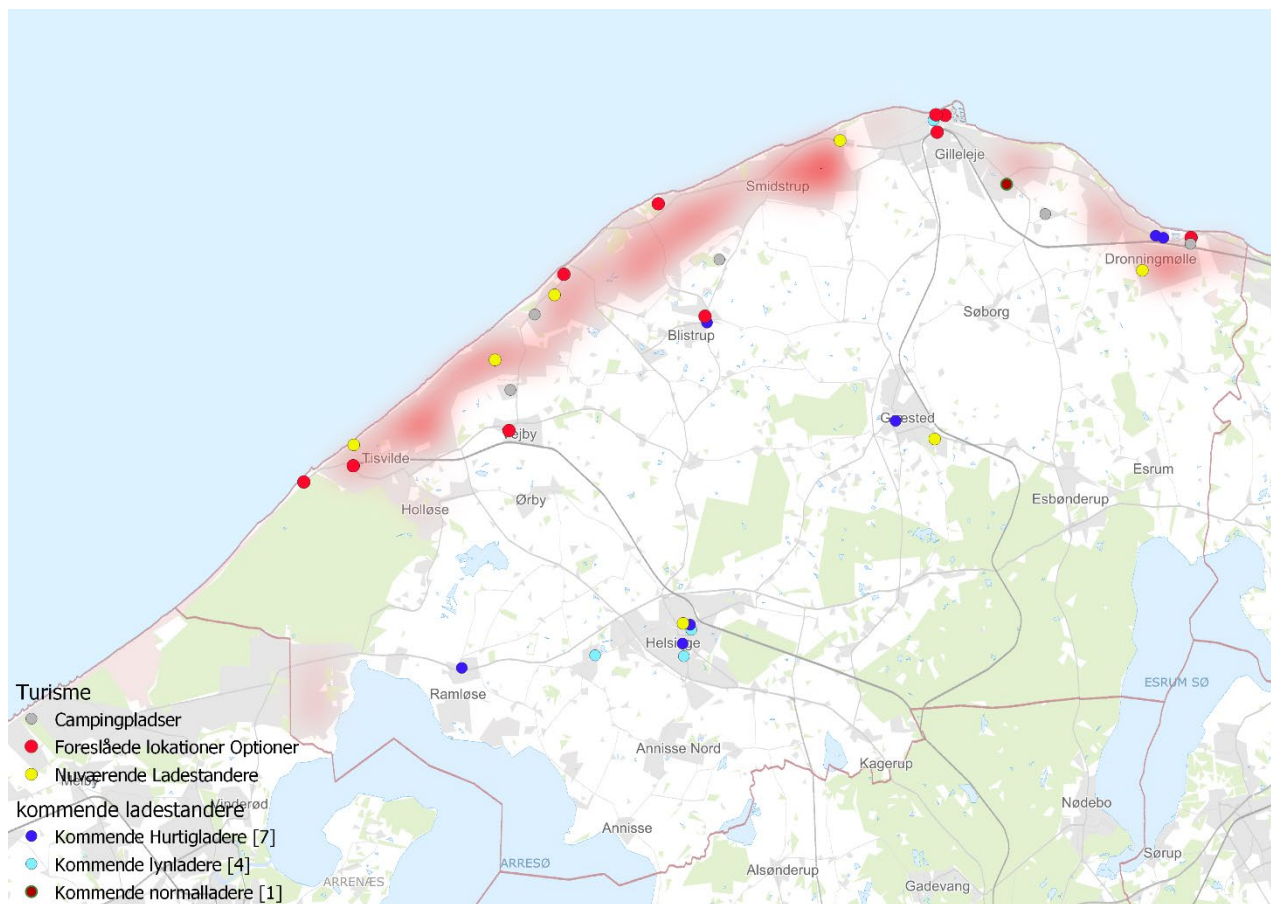 Gilleleje
Smidstrup
Dronningmølle
Søborg
Blistrup
Græsted
Vejby
Tisvilde
Esrum
Ørby
Esbønderup
Holløse
Helsinge
ESRUM SØ
Ramløse
Turisme
Campingpladser
Annisse Nord
Foreslåede lokationer Optioner
Kagerup
Nuværende Ladestandere
Melby
Vinderød
Nødebo
kommende ladestandere
Annisse
Kommende Hurtigladere [7]
Sørup
Kommende lynladere [4]
ARRESØ
Alsønderup
ARRENÆS
Gadevang
Kommende normalladere [1]